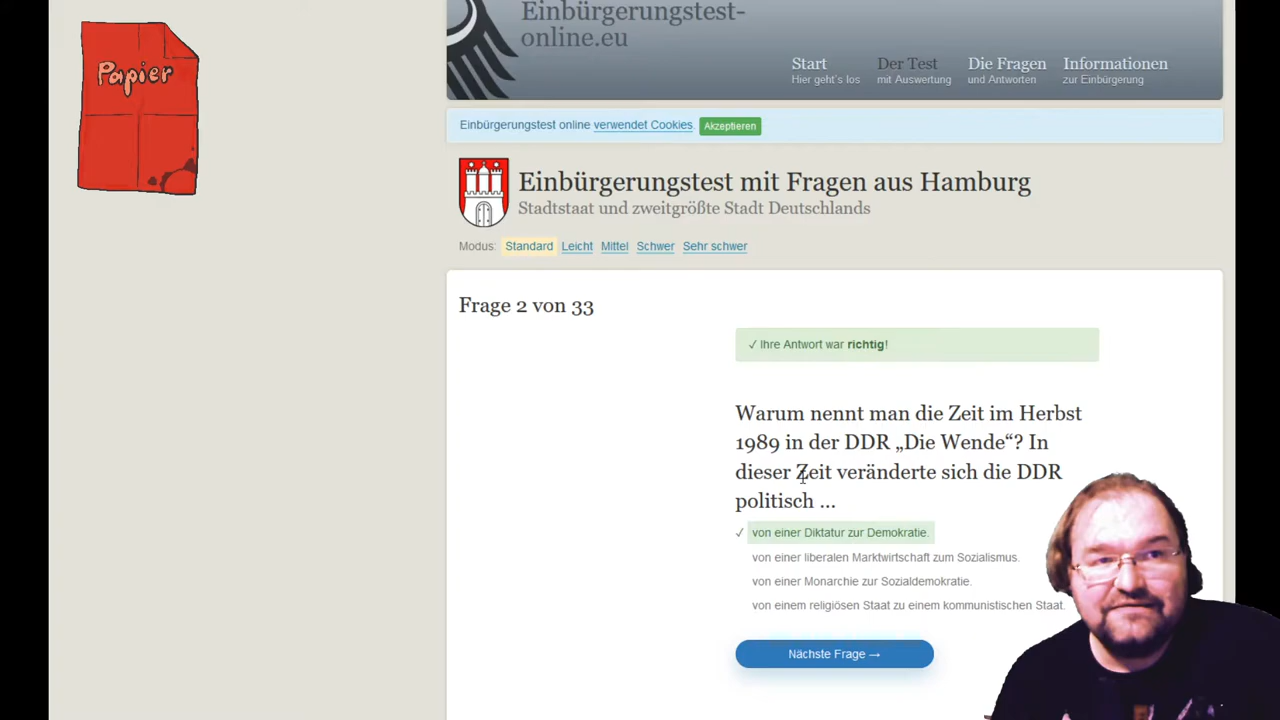 Papier
Einbürgerungstest-
online.eu
Start
Hier geht's los
Der Test
mit Auswertung
Die Fragen
und Antworten
Informationen
zur Einbürgerung
Einbürgerungstest online verwendet Cookies. Akzeptieren
Einbürgerungstest mit Fragen aus Hamburg
Stadtstaat und zweitgrößte Stadt Deutschlands
Modus: Standard Leicht Mittel Schwer Sehr schwer
Frage 2 von 33
✓ Ihre Antwort war richtig!
Warum nennt man die Zeit im Herbst
1989 in der DDR „Die Wende“? In
dieser Zeit veränderte sich die DDR
politisch ...
✓ von einer Diktatur zur Demokratie.
von einer liberalen Marktwirtschaft zum Sozialismus.
von einer Monarchie zur Sozialdemokratie.
von einem religiösen Staat zu einem kommunistischen Staat.
Nächste Frage →